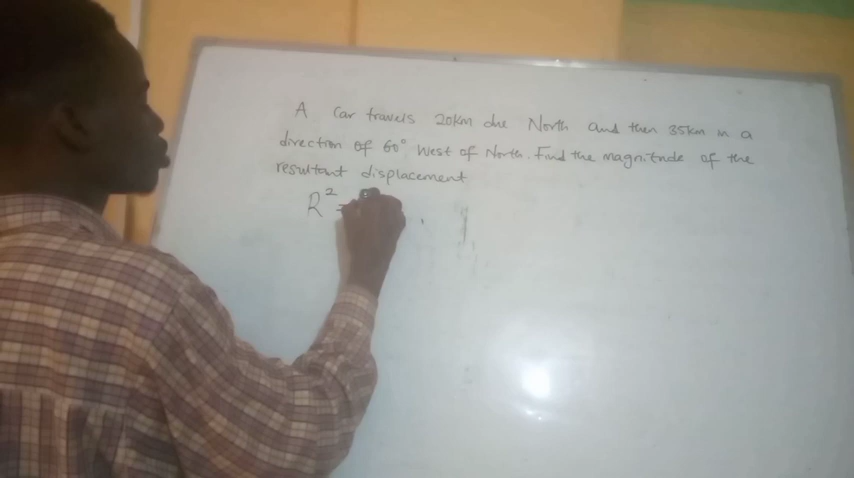 A car travels 20km due North and then 35km in a
direction of 60° West of North. Find the magnitude of the
resultant displacement
R² =